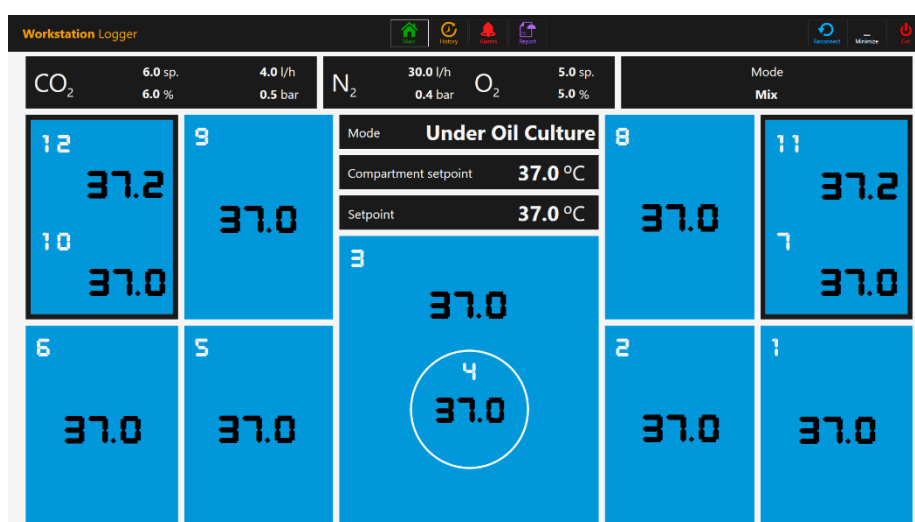 Workstation Logger
Main
History
Alarms
Report
Reconnect
Minimize
Exit
CO2
6.0 sp.
6.0 %
4.0 l/h
0.5 bar
N2
30.0 l/h
0.4 bar
O2
5.0 sp.
5.0 %
Mode
Mix
12
37.2
10
37.0
9
37.0
Mode Under Oil Culture
Compartment setpoint 37.0 °C
Setpoint 37.0 °C
8
37.0
11
37.2
7
37.0
3
37.0
4
37.0
6
37.0
5
37.0
2
37.0
1
37.0